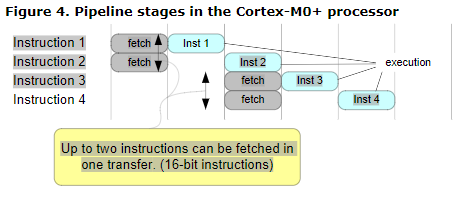 Figure 4. Pipeline stages in the Cortex-M0+ processor
Instruction 1 fetch Inst 1
Instruction 2 fetch Inst 2 execution
Instruction 3 fetch Inst 3
Instruction 4 fetch Inst 4
Up to two instructions can be fetched in
one transfer. (16-bit instructions)